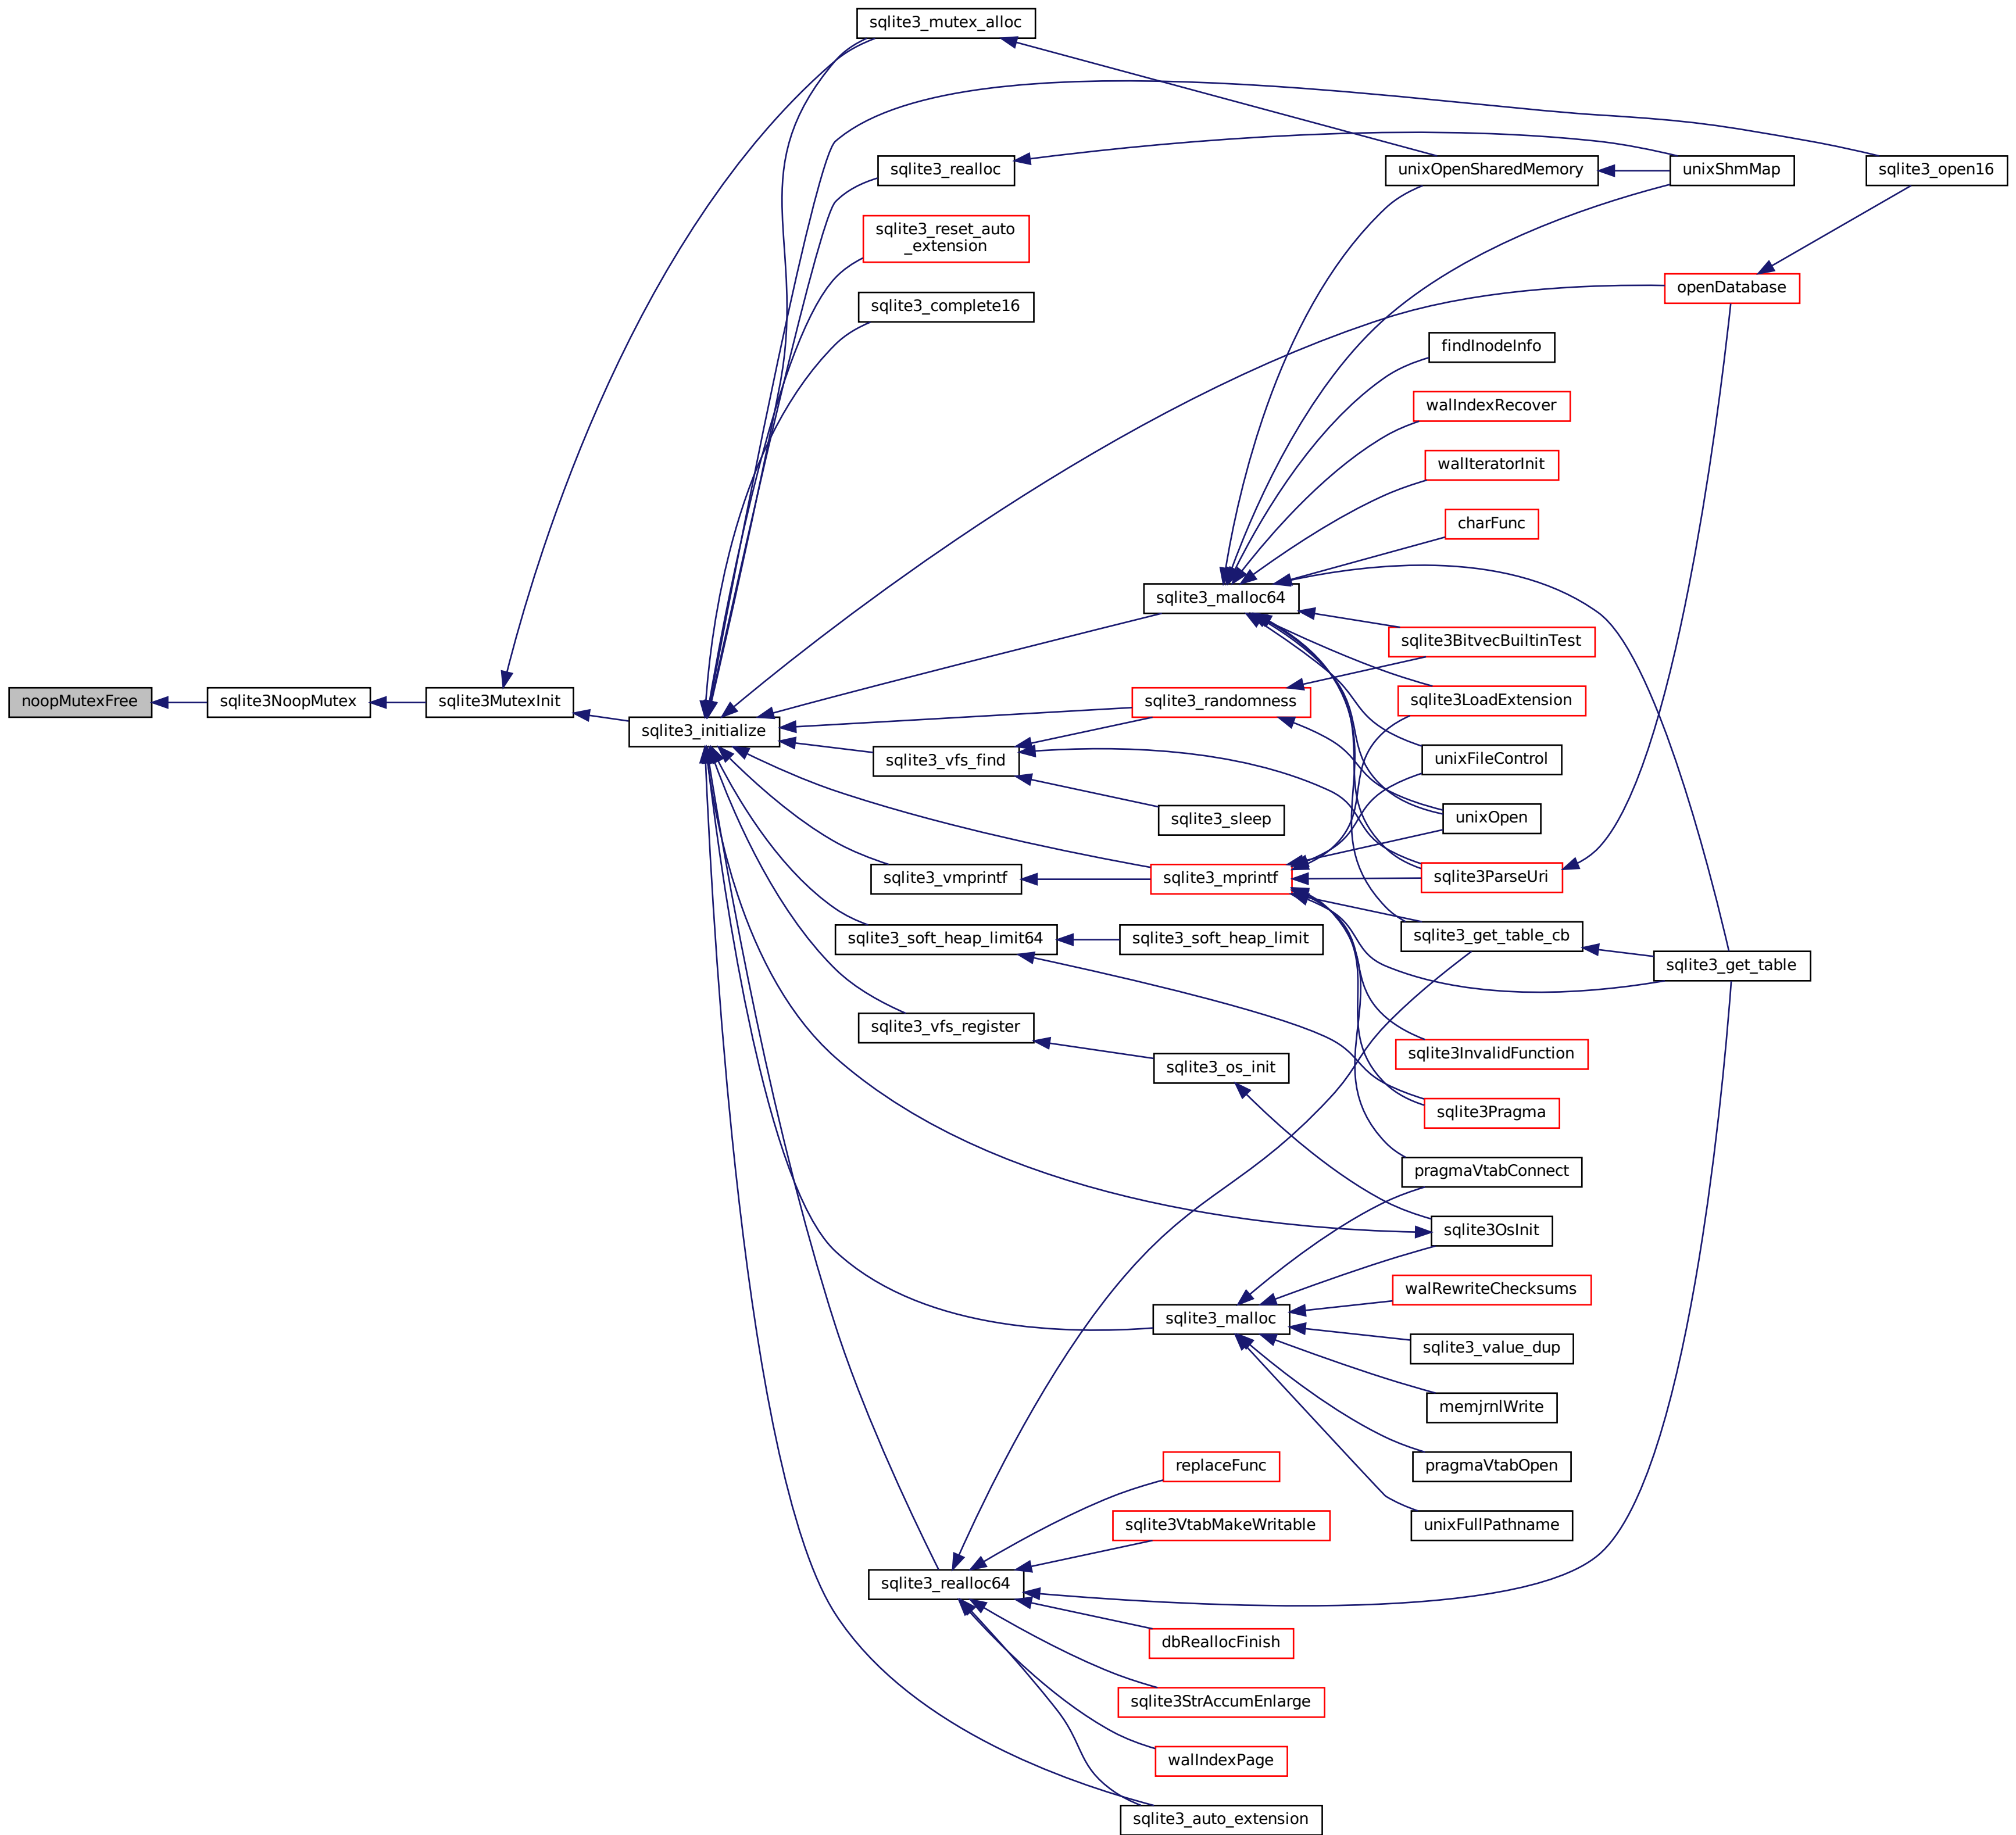 sqlite3_mutex_alloc
sqlite3_realloc
unixOpenSharedMemory
unixShmMap
sqlite3_open16
sqlite3_reset_auto
_extension
sqlite3_complete16
openDatabase
findInodeInfo
walIndexRecover
walIteratorInit
charFunc
sqlite3_malloc64
sqlite3BitvecBuiltinTest
noopMutexFree
sqlite3NoopMutex
sqlite3MutexInit
sqlite3_initialize
sqlite3_randomness
sqlite3LoadExtension
sqlite3_vfs_find
unixFileControl
sqlite3_sleep
unixOpen
sqlite3_vmprintf
sqlite3_mprintf
sqlite3ParseUri
sqlite3_soft_heap_limit64
sqlite3_soft_heap_limit
sqlite3_get_table_cb
sqlite3_get_table
sqlite3_vfs_register
sqlite3InvalidFunction
sqlite3_os_init
sqlite3Pragma
pragmaVtabConnect
sqlite3OsInit
walRewriteChecksums
sqlite3_malloc
sqlite3_value_dup
memjrnlWrite
pragmaVtabOpen
replaceFunc
unixFullPathname
sqlite3VtabMakeWritable
sqlite3_realloc64
dbReallocFinish
sqlite3StrAccumEnlarge
walIndexPage
sqlite3_auto_extension